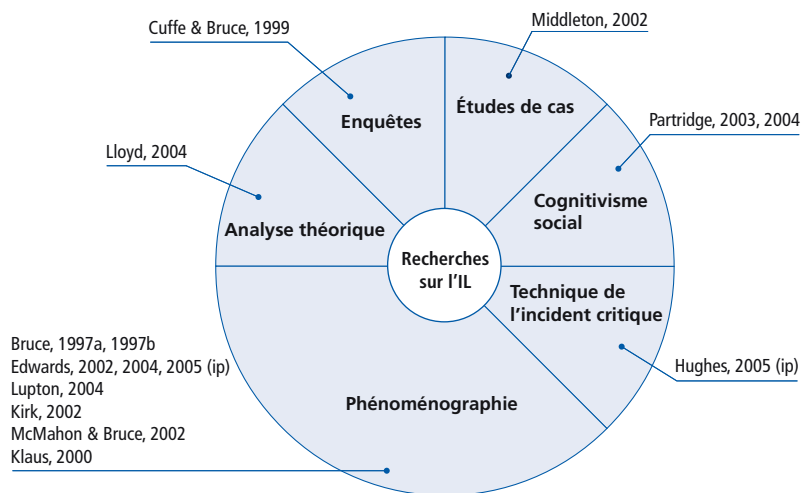 Middleton, 2002
Cuffe & Bruce, 1999
Études de cas
Enquêtes
Partridge, 2003, 2004
Lloyd, 2004
Cognitivisme
social
Analyse théorique
Recherches
sur l'IL
Technique de
l'incident critique
Bruce, 1997a, 1997b
Edwards, 2002, 2004, 2005 (ip)
Lupton, 2004
Kirk, 2002
McMahon & Bruce, 2002
Klaus, 2000
Hughes, 2005 (ip)
Phénoménographie